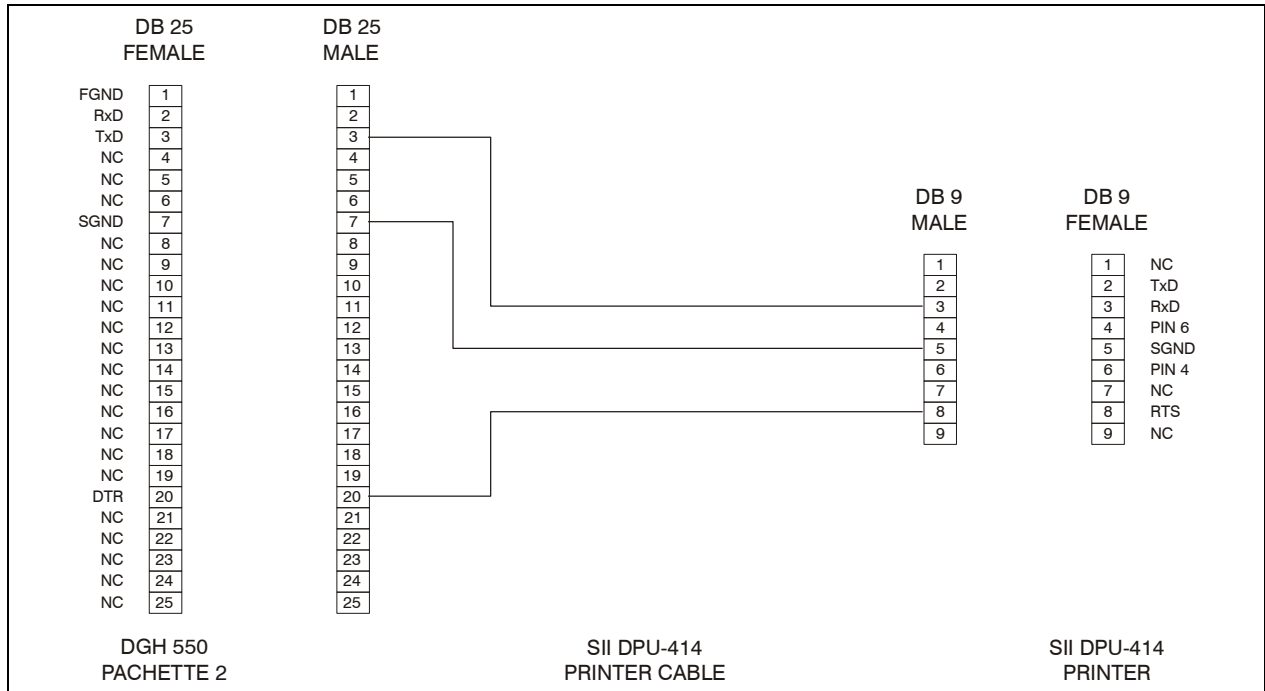 DB 25
FEMALE
DB 25
MALE
FGND 1 1
RxD 2 2
TxD 3 3
NC 4 4
NC 5 5
NC 6 6
SGND 7 7
NC 8 8
NC 9 9
NC 10 10
NC 11 11
NC 12 12
NC 13 13
NC 14 14
NC 15 15
NC 16 16
NC 17 17
NC 18 18
NC 19 19
DTR 20 20
NC 21 21
NC 22 22
NC 23 23
NC 24 24
NC 25 25
DB 9
MALE
DB 9
FEMALE
1 1 NC
2 2 TxD
3 3 RxD
4 4 PIN 6
5 5 SGND
6 6 PIN 4
7 7 NC
8 8 RTS
9 9 NC
DGH 550
PACHETTE 2
SII DPU-414
PRINTER CABLE
SII DPU-414
PRINTER